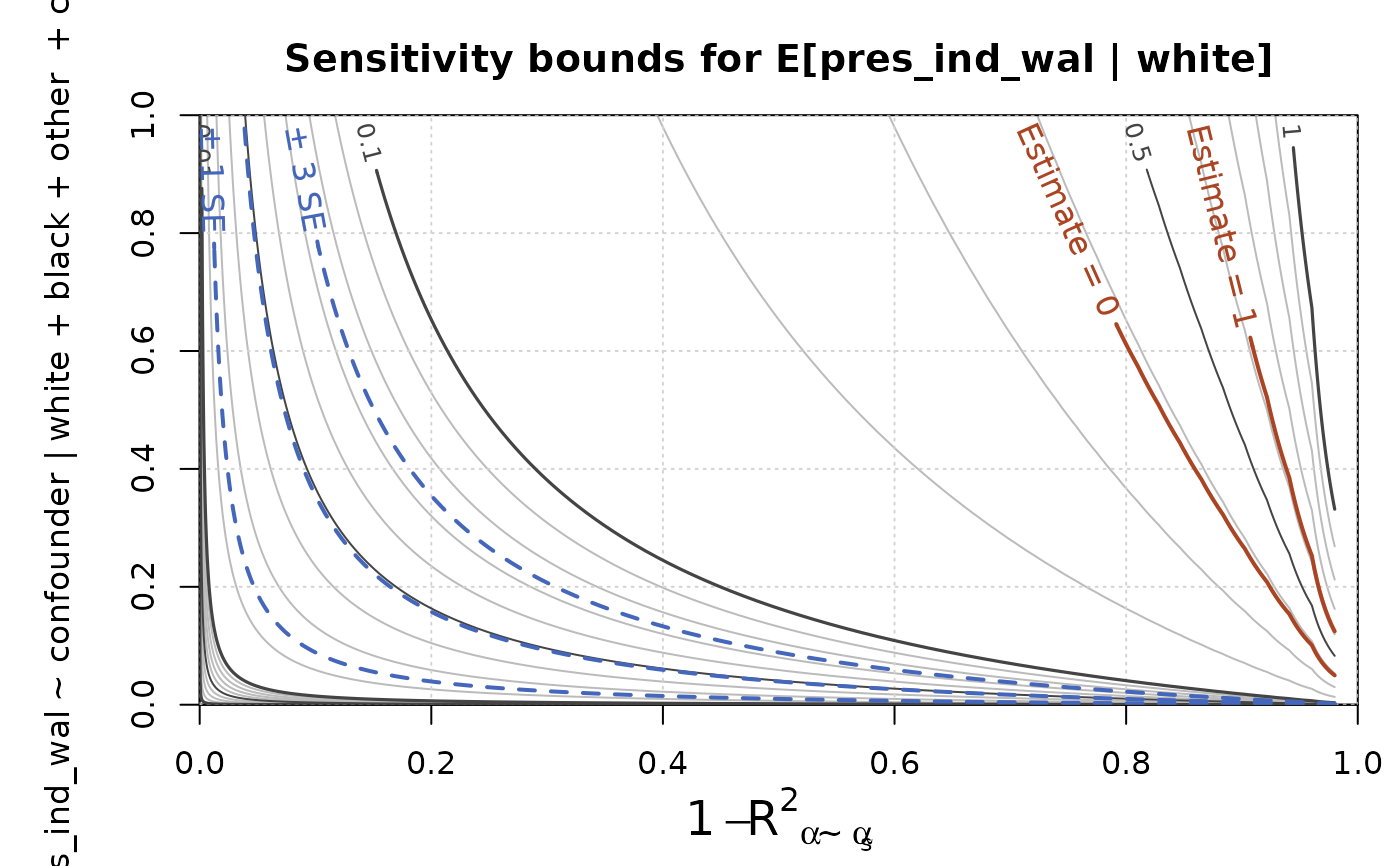 Sensitivity bounds for E[pres_ind_wal | white]
s_ind_wal ~ confounder | white + black + other + 
1.0
0.8
0.6
0.4
0.2
0.0
+ 1 SE
+ 3 SE
0.1
Estimate = 0
0.5
Estimate = 1
1
0.0 0.2 0.4 0.6 0.8 1.0
1 −R²α~ αs